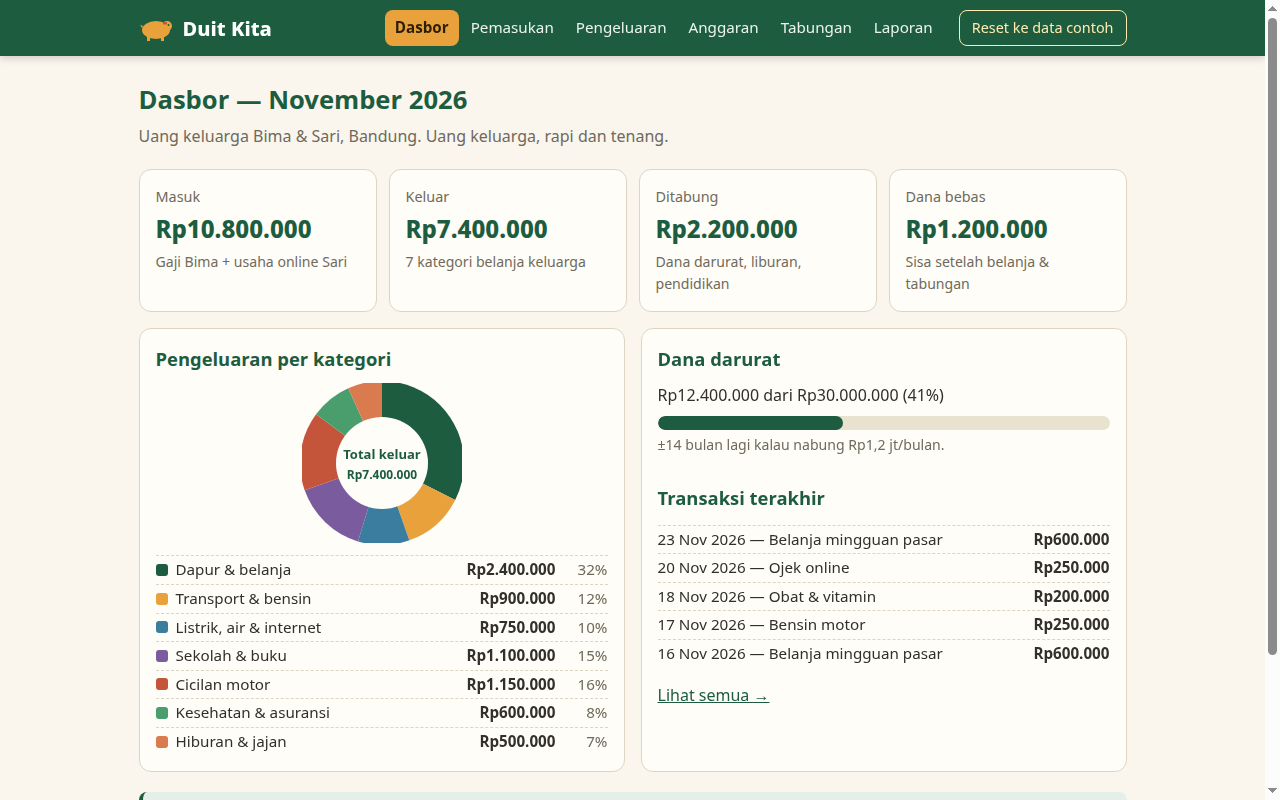 Duit Kita
Dasbor
Pemasukan
Pengeluaran
Anggaran
Tabungan
Laporan
Reset ke data contoh
Dasbor — November 2026
Uang keluarga Bima & Sari, Bandung. Uang keluarga, rapi dan tenang.
Masuk
Rp10.800.000
Gaji Bima + usaha online Sari
Keluar
Rp7.400.000
7 kategori belanja keluarga
Ditabung
Rp2.200.000
Dana darurat, liburan,
pendidikan
Dana bebas
Rp1.200.000
Sisa setelah belanja &
tabungan
Pengeluaran per kategori
Total keluar
Rp7.400.000
Dapur & belanja Rp2.400.000 32%
Transport & bensin Rp900.000 12%
Listrik, air & internet Rp750.000 10%
Sekolah & buku Rp1.100.000 15%
Cicilan motor Rp1.150.000 16%
Kesehatan & asuransi Rp600.000 8%
Hiburan & jajan Rp500.000 7%
Dana darurat
Rp12.400.000 dari Rp30.000.000 (41%)
±14 bulan lagi kalau nabung Rp1,2 jt/bulan.
Transaksi terakhir
23 Nov 2026 — Belanja mingguan pasar Rp600.000
20 Nov 2026 — Ojek online Rp250.000
18 Nov 2026 — Obat & vitamin Rp200.000
17 Nov 2026 — Bensin motor Rp250.000
16 Nov 2026 — Belanja mingguan pasar Rp600.000
Lihat semua →